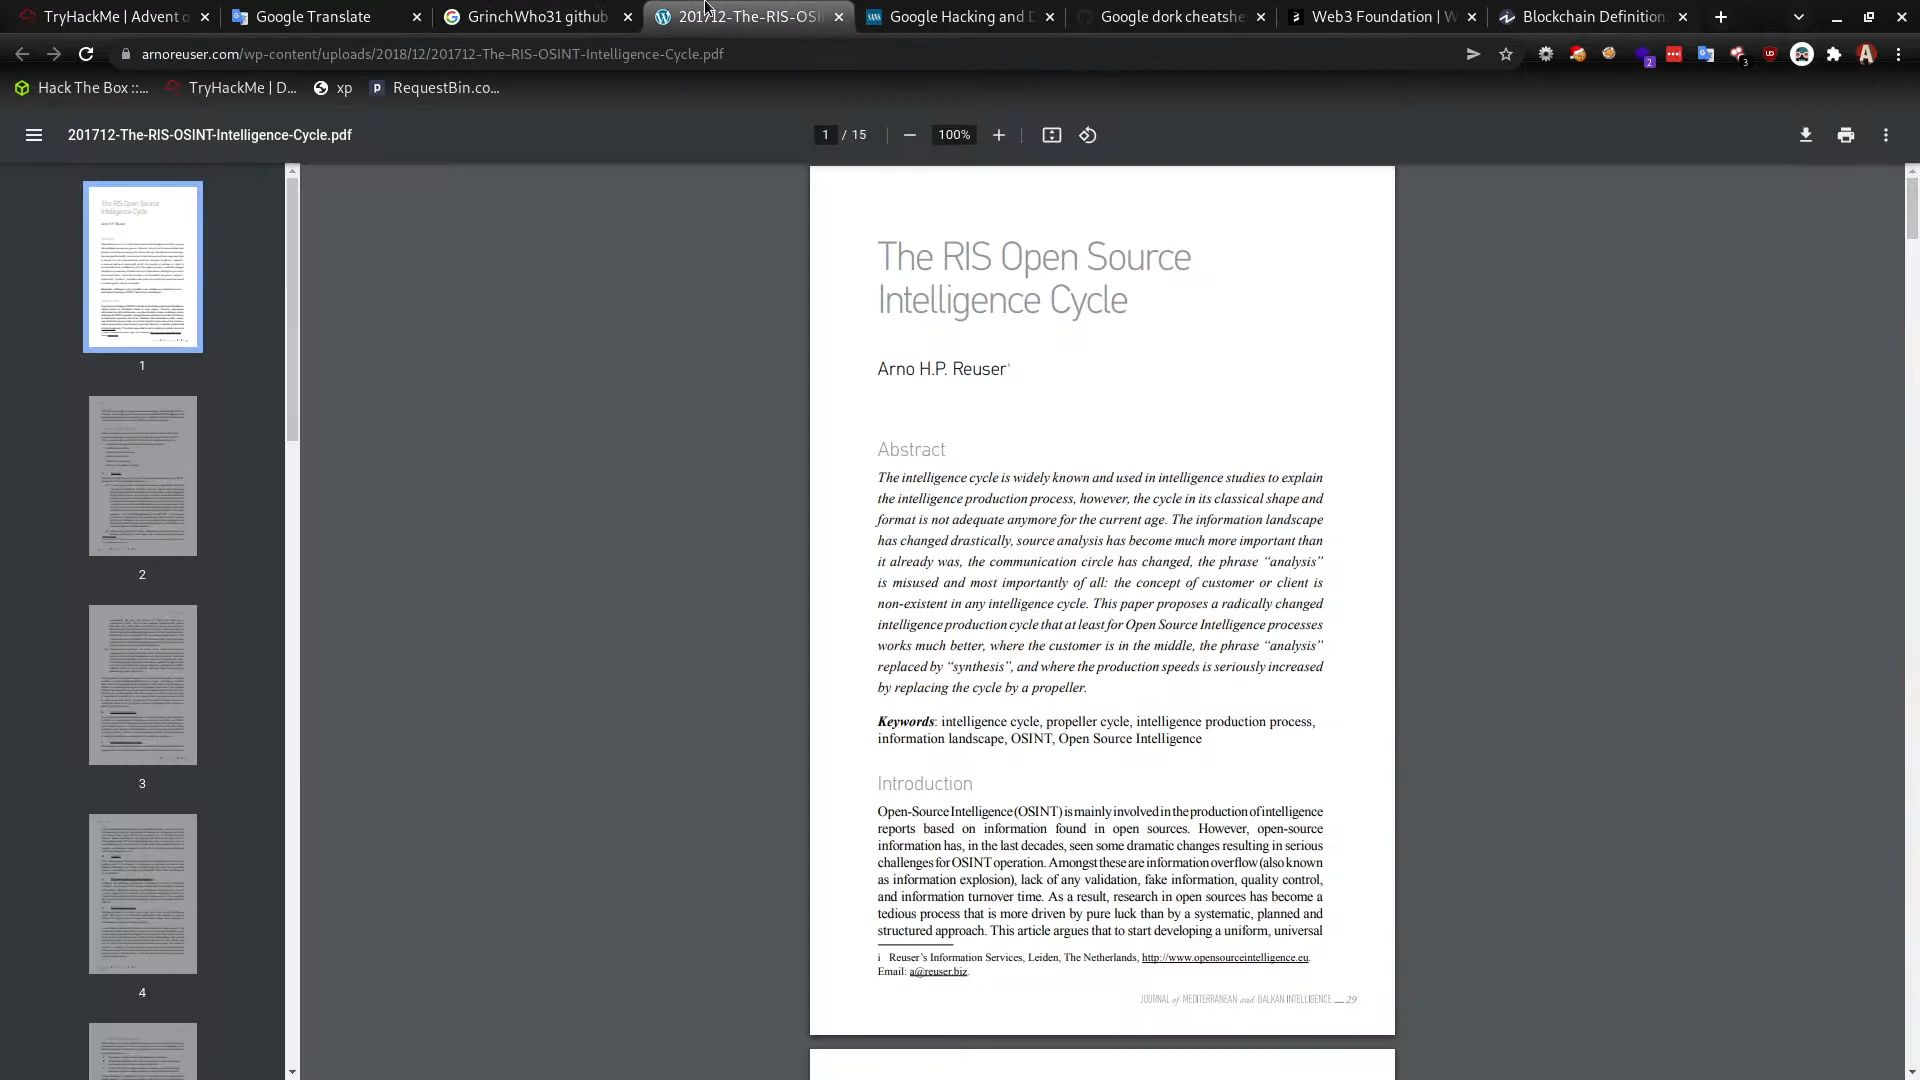 TryHackMe | Advent o
Google Translate
GrinchWho31 github
201712-The-RIS-OSI
Google Hacking and D
Google dork cheatshe
Web3 Foundation | W
Blockchain Definition
arnoreuser.com/wp-content/uploads/2018/12/201712-The-RIS-OSINT-Intelligence-Cycle.pdf
Hack The Box ::...
TryHackMe | D...
xp
RequestBin.co...
201712-The-RIS-OSINT-Intelligence-Cycle.pdf
1 / 15
100%
1
2
3
4
The RIS Open Source
Intelligence Cycle
Arno H.P. Reuser i
Abstract
The intelligence cycle is widely known and used in intelligence studies to explain
the intelligence production process, however, the cycle in its classical shape and
format is not adequate anymore for the current age. The information landscape
has changed drastically, source analysis has become much more important than
it already was, the communication circle has changed, the phrase “analysis”
is misused and most importantly of all: the concept of customer or client is
non-existent in any intelligence cycle. This paper proposes a radically changed
intelligence production cycle that at least for Open Source Intelligence processes
works much better, where the customer is in the middle, the phrase “analysis”
replaced by “synthesis”, and where the production speeds is seriously increased
by replacing the cycle by a propeller.
Keywords: intelligence cycle, propeller cycle, intelligence production process,
information landscape, OSINT, Open Source Intelligence
Introduction
Open-Source Intelligence (OSINT) is mainly involved in the production of intelligence
reports based on information found in open sources. However, open-source
information has, in the last decades, seen some dramatic changes resulting in serious
challenges for OSINT operation. Amongst these are information overflow (also known
as information explosion), lack of any validation, fake information, quality control,
and information turnover time. As a result, research in open sources has become a
tedious process that is more driven by pure luck than by a systematic, planned and
structured approach. This article argues that to start developing a uniform, universal
i Reuser’s Information Services, Leiden, The Netherlands, http://www.opensourceintelligence.eu.
Email: a@reuser.biz.
JOURNAL of MEDITERRANEAN and BALKAN INTELLIGENCE __ 29